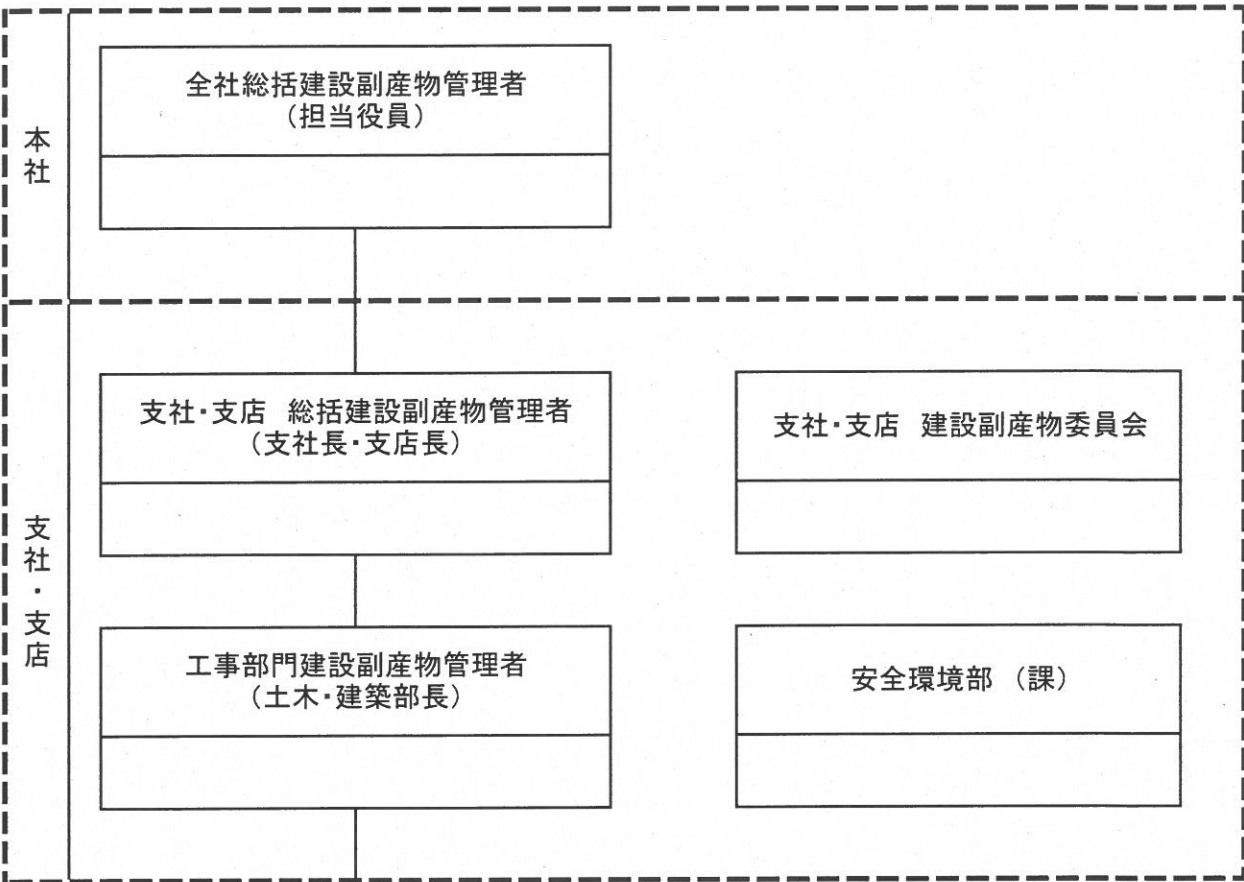 本社
全社総括建設副産物管理者
（担当役員）
支社・支店
支社・支店 総括建設副産物管理者
（支社長・支店長）
支社・支店 建設副産物委員会
工事部門建設副産物管理者
（土木・建築部長）
安全環境部 （課）